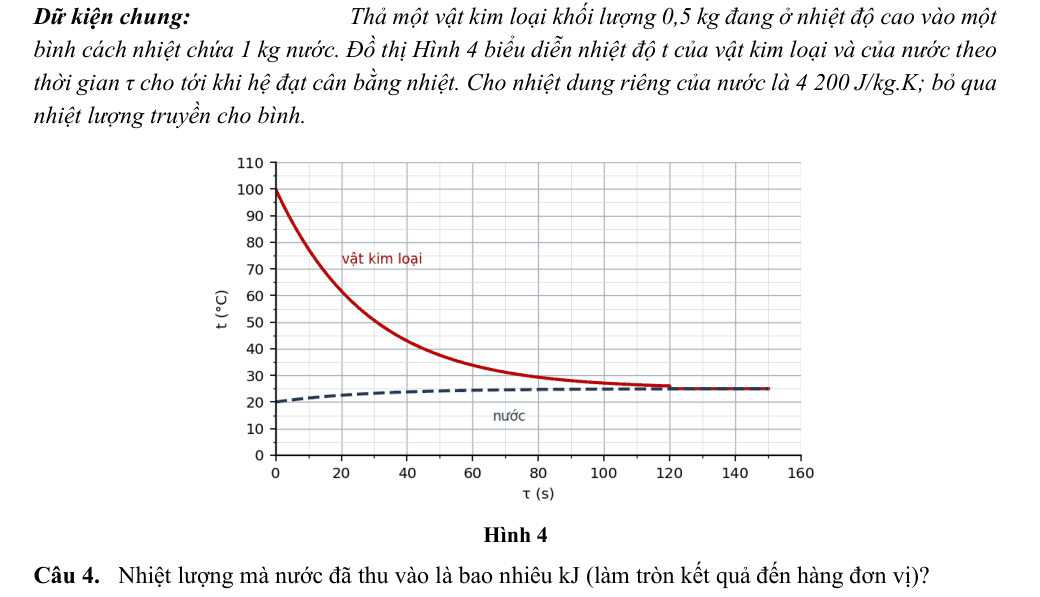 Dữ kiện chung: Thả một vật kim loại khối lượng 0,5 kg đang ở nhiệt độ cao vào một
bình cách nhiệt chứa 1 kg nước. Đồ thị Hình 4 biểu diễn nhiệt độ t của vật kim loại và của nước theo
thời gian τ cho tới khi hệ đạt cân bằng nhiệt. Cho nhiệt dung riêng của nước là 4 200 J/kg.K; bỏ qua
nhiệt lượng truyền cho bình.
110
100
90
80
70
60
50
40
30
20
10
0
t (°C)
vật kim loại
nước
0 20 40 60 80 100 120 140 160
τ (s)
Hình 4
Câu 4. Nhiệt lượng mà nước đã thu vào là bao nhiêu kJ (làm tròn kết quả đến hàng đơn vị)?